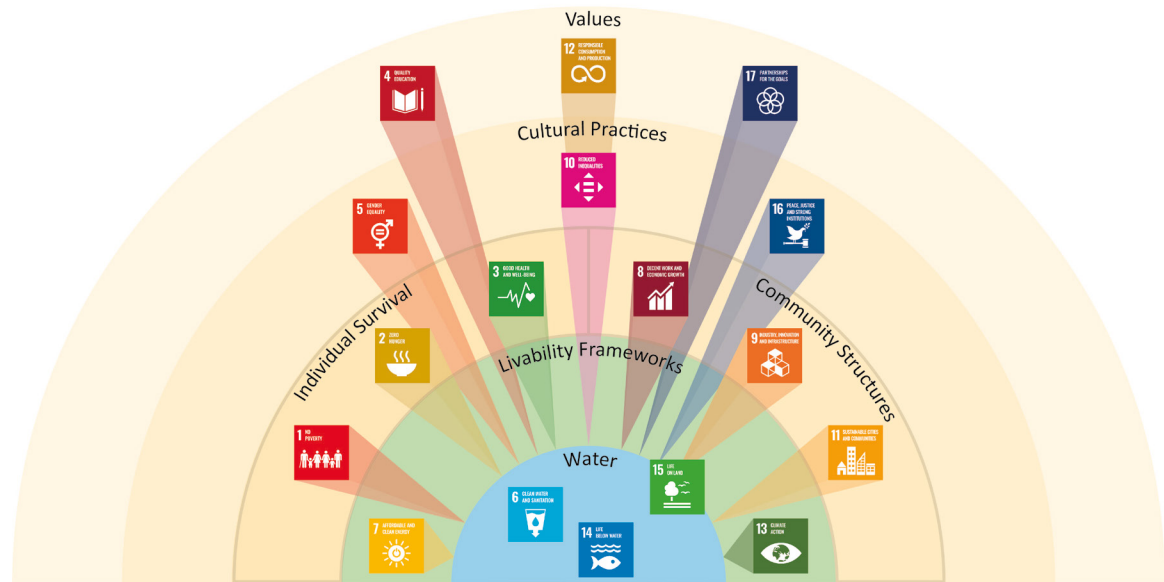 Values
12 RESPONSIBLE
CONSUMPTION
AND PRODUCTION
4 QUALITY
EDUCATION
17 PARTNERSHIPS
FOR THE GOALS
Cultural Practices
10 REDUCED
INEQUALITIES
5 GENDER
EQUALITY
16 PEACE, JUSTICE
AND STRONG
INSTITUTIONS
3 GOOD HEALTH
AND WELL-BEING
8 DECENT WORK AND
ECONOMIC GROWTH
Individual Survival
Community Structures
2 ZERO
HUNGER
Livability Frameworks
9 INDUSTRY, INNOVATION
AND INFRASTRUCTURE
1 NO
POVERTY
11 SUSTAINABLE CITIES
AND COMMUNITIES
Water
15 LIFE
ON LAND
6 CLEAN WATER
AND SANITATION
7 AFFORDABLE AND
CLEAN ENERGY
14 LIFE
BELOW WATER
13 CLIMATE
ACTION